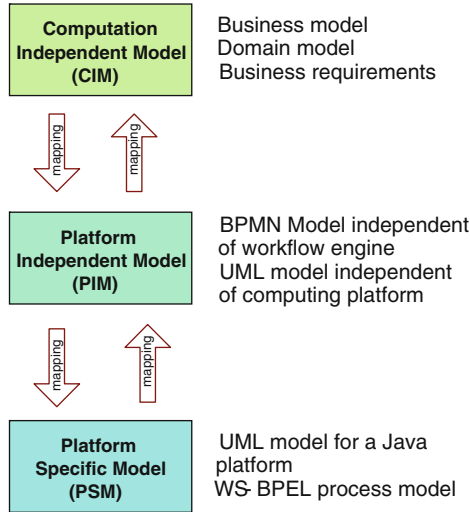 Computation
Independent Model
(CIM)
Business model
Domain model
Business requirements
mapping
mapping
Platform
Independent Model
(PIM)
BPMN Model independent
of workflow engine
UML model independent
of computing platform
mapping
mapping
Platform
Specific Model
(PSM)
UML model for a Java
platform
WS- BPEL process model